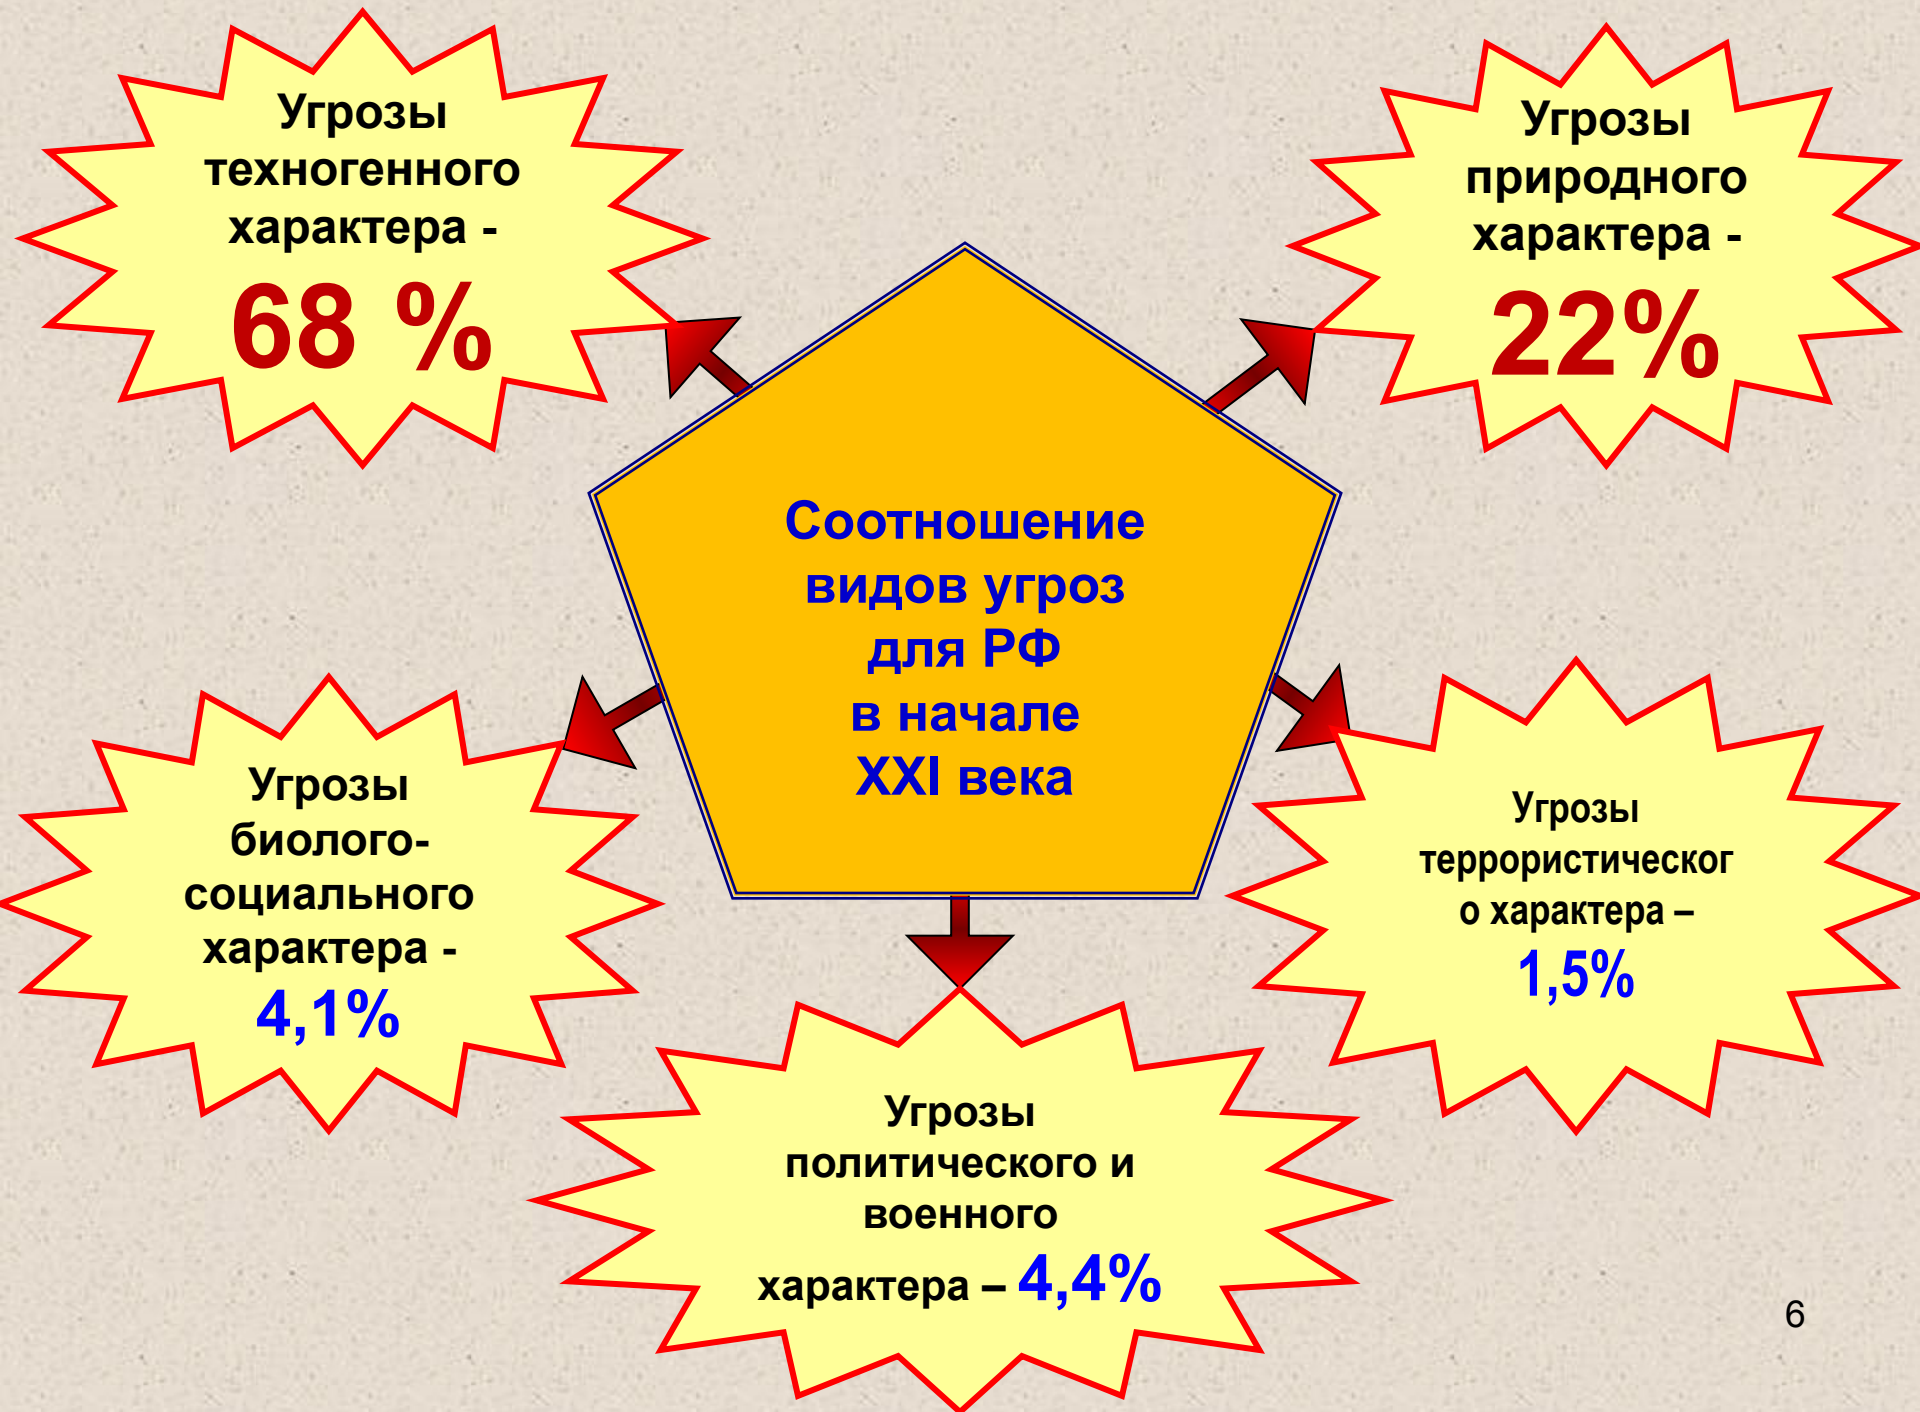 Угрозы
техногенного
характера -
68 %
Угрозы
природного
характера -
22%
Соотношение
видов угроз
для РФ
в начале
XXI века
Угрозы
биолого-
социального
характера -
4,1%
Угрозы
террористическог
о характера –
1,5%
Угрозы
политического и
военного
характера – 4,4%
6